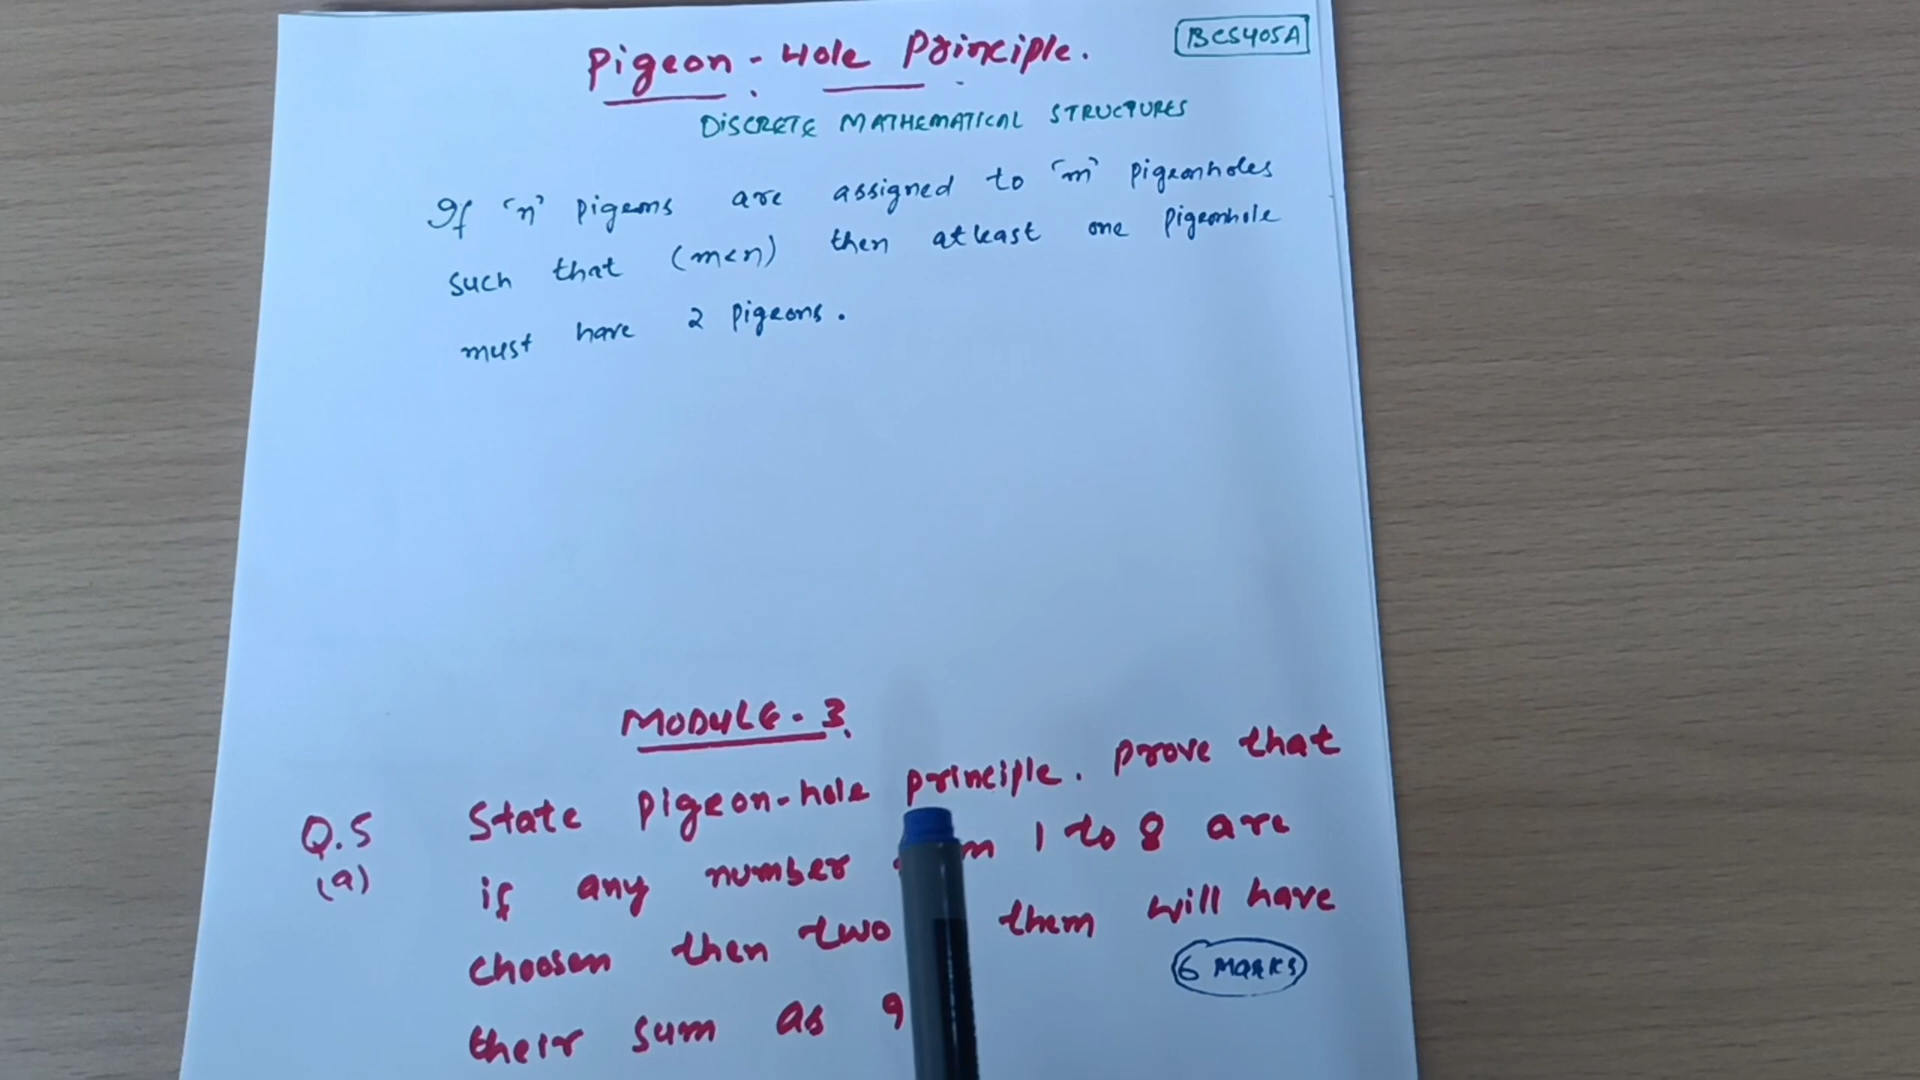 Pigeon-Hole Principle.
BCS405A
DISCRETE MATHEMATICAL STRUCTURES
If 'n' pigeons are assigned to 'm' pigeonholes
such that (m<n) then atleast one pigeonhole
must have 2 pigeons.
MODULE-3
Q.5 State pigeon-hole principle. prove that
(a) if any number 1 to 8 are
choosen then two them will have
their sum as 9
6 MARKS